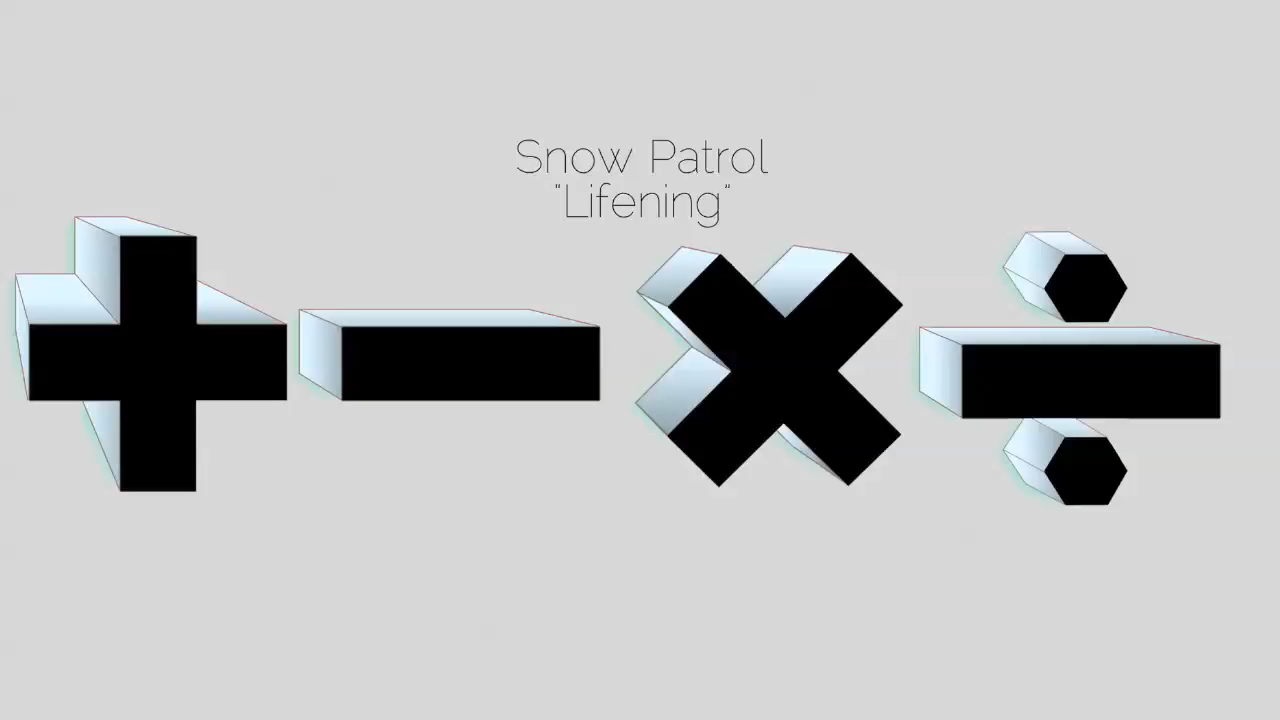 Snow Patrol
"Lifening"
+ − × ÷